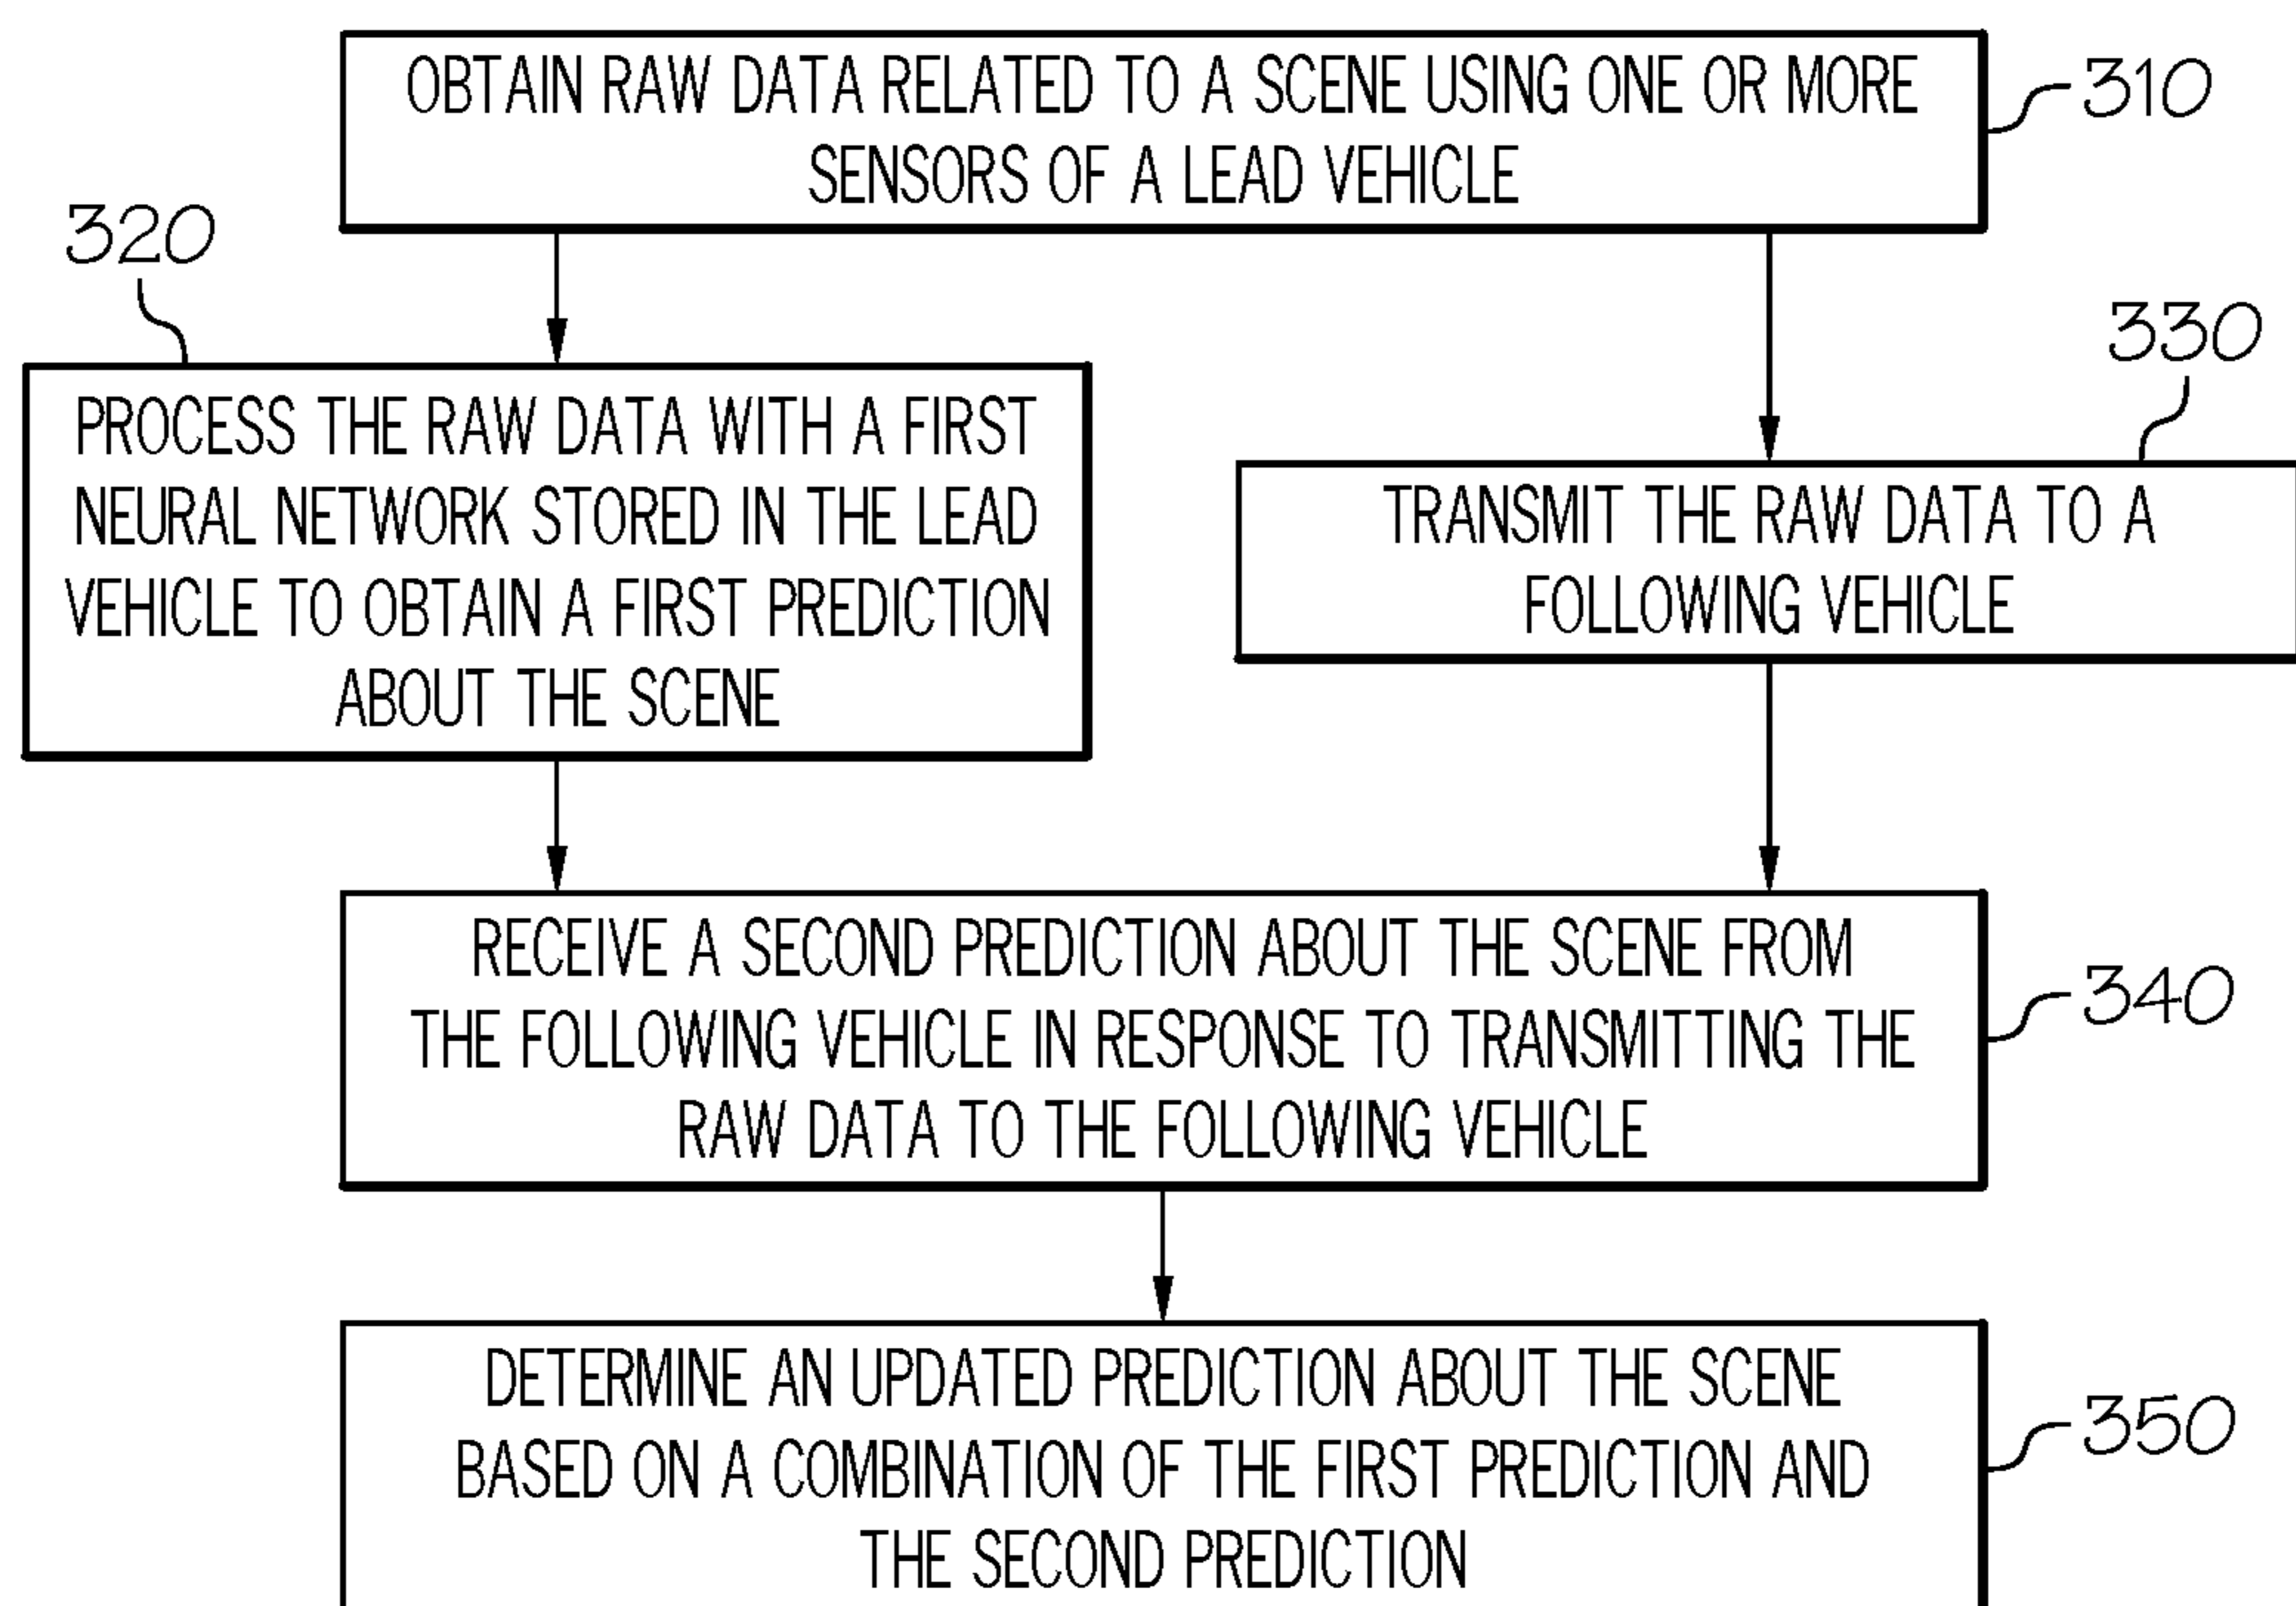 OBTAIN RAW DATA RELATED TO A SCENE USING ONE OR MORE
SENSORS OF A LEAD VEHICLE
310
320
PROCESS THE RAW DATA WITH A FIRST
NEURAL NETWORK STORED IN THE LEAD
VEHICLE TO OBTAIN A FIRST PREDICTION
ABOUT THE SCENE
330
TRANSMIT THE RAW DATA TO A
FOLLOWING VEHICLE
RECEIVE A SECOND PREDICTION ABOUT THE SCENE FROM
THE FOLLOWING VEHICLE IN RESPONSE TO TRANSMITTING THE
RAW DATA TO THE FOLLOWING VEHICLE
340
DETERMINE AN UPDATED PREDICTION ABOUT THE SCENE
BASED ON A COMBINATION OF THE FIRST PREDICTION AND
THE SECOND PREDICTION
350